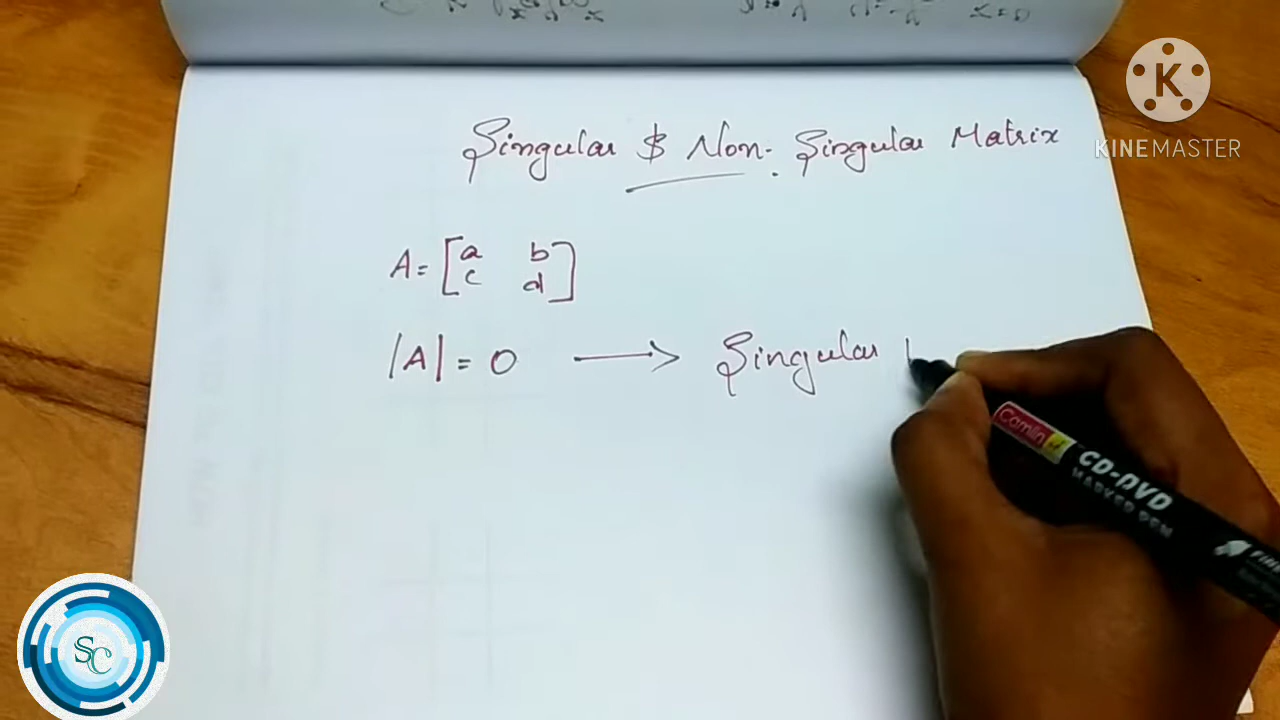 Singular & Non-Singular Matrix
K
KINEMASTER
A = [a b
c d]
|A| = 0 → Singular
Camlin
CD-DVD
MARKER PEN
SC